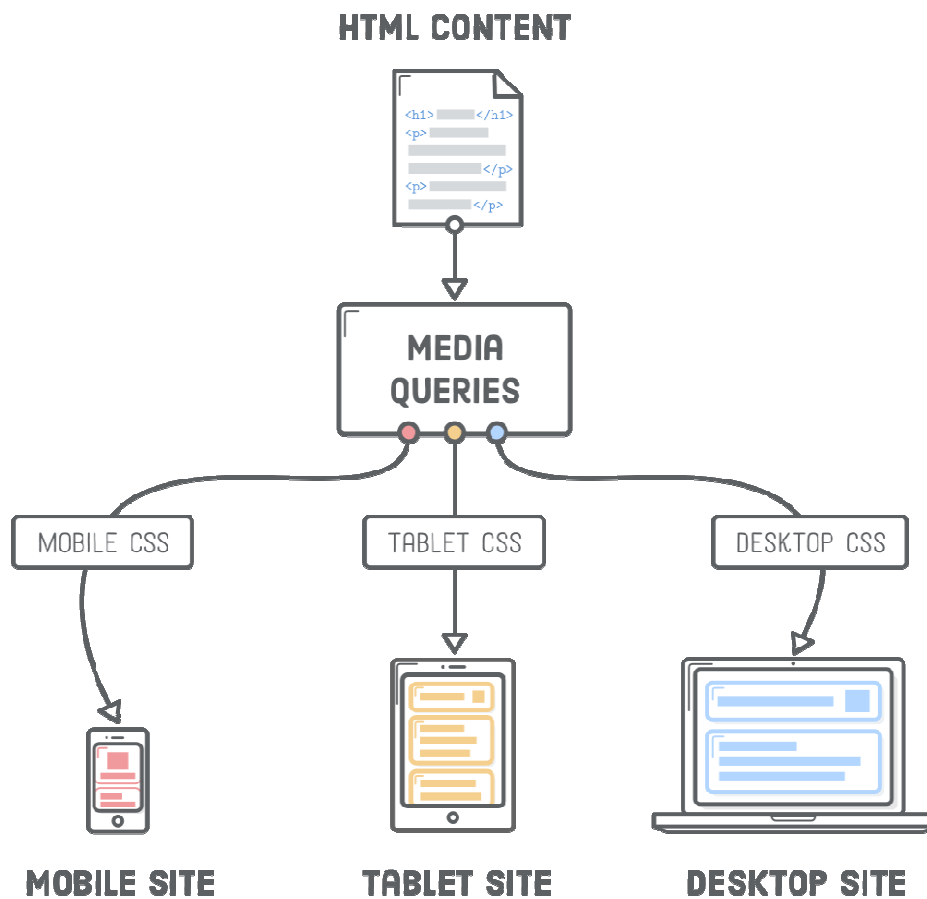 HTML CONTENT
<h1> </h1>
<p>
</p>
<p>
</p>
MEDIA
QUERIES
MOBILE CSS
TABLET CSS
DESKTOP CSS
MOBILE SITE
TABLET SITE
DESKTOP SITE